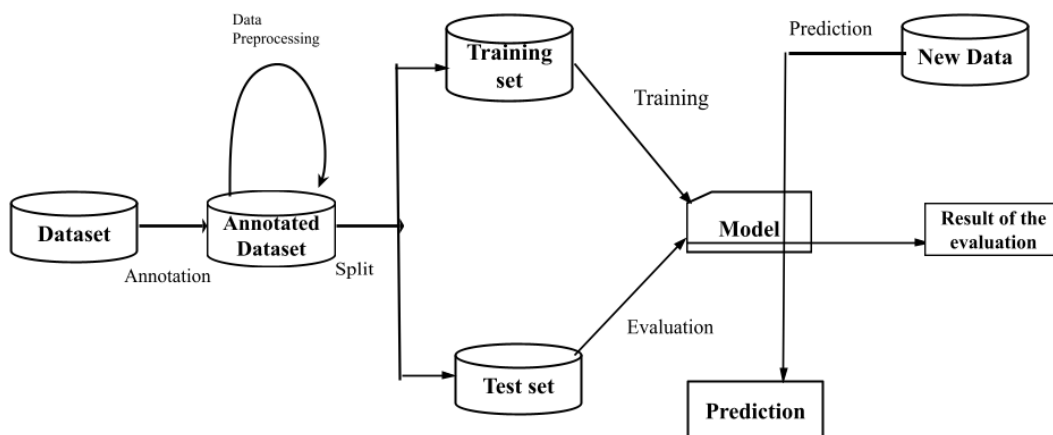 Data
Preprocessing
Training
set
Prediction
New Data
Training
Dataset
Annotated
Dataset
Annotation
Split
Model
Result of the
evaluation
Evaluation
Test set
Prediction